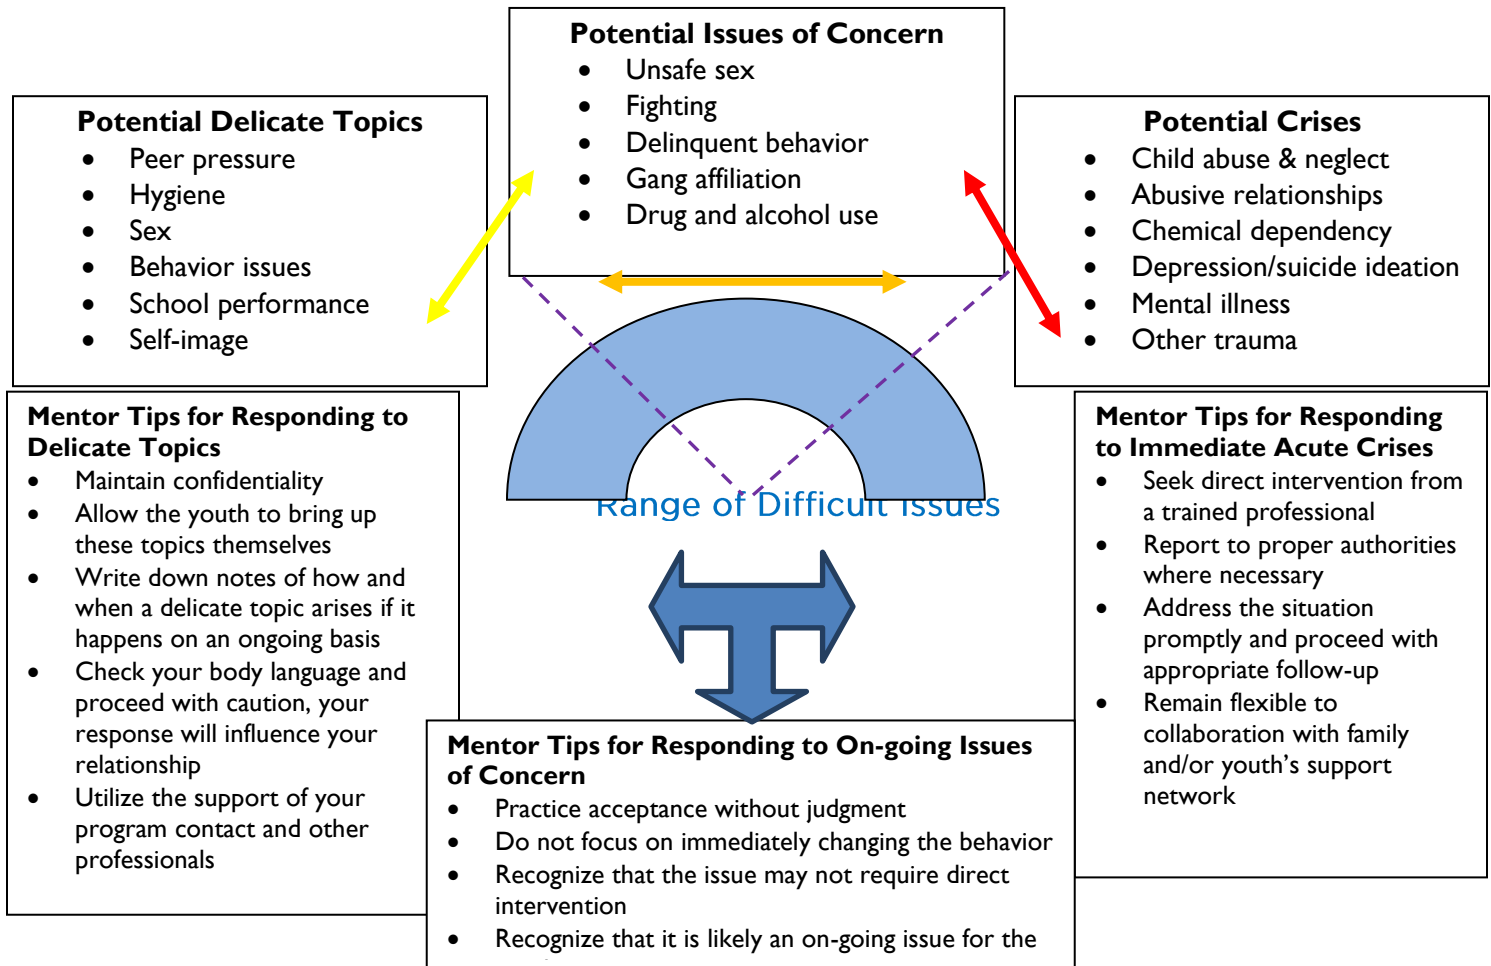 Potential Issues of Concern
• Unsafe sex
• Fighting
• Delinquent behavior
• Gang affiliation
• Drug and alcohol use
Potential Delicate Topics
• Peer pressure
• Hygiene
• Sex
• Behavior issues
• School performance
• Self-image
Potential Crises
• Child abuse & neglect
• Abusive relationships
• Chemical dependency
• Depression/suicide ideation
• Mental illness
• Other trauma
Range of Difficult Issues
Mentor Tips for Responding to
Delicate Topics
• Maintain confidentiality
• Allow the youth to bring up
these topics themselves
• Write down notes of how and
when a delicate topic arises if it
happens on an ongoing basis
• Check your body language and
proceed with caution, your
response will influence your
relationship
• Utilize the support of your
program contact and other
professionals
Mentor Tips for Responding to On-going Issues
of Concern
• Practice acceptance without judgment
• Do not focus on immediately changing the behavior
• Recognize that the issue may not require direct
intervention
• Recognize that it is likely an on-going issue for the
Mentor Tips for Responding
to Immediate Acute Crises
• Seek direct intervention from
a trained professional
• Report to proper authorities
where necessary
• Address the situation
promptly and proceed with
appropriate follow-up
• Remain flexible to
collaboration with family
and/or youth's support
network